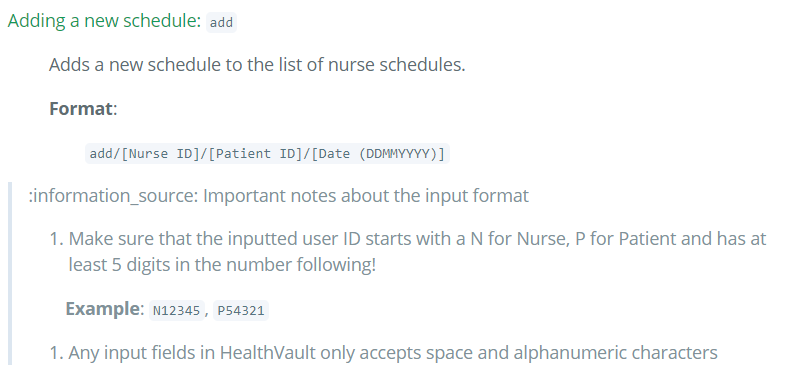 Adding a new schedule: add
Adds a new schedule to the list of nurse schedules.
Format:
add/[Nurse ID]/[Patient ID]/[Date (DDMMYYYY)]
:information_source: Important notes about the input format
1. Make sure that the inputted user ID starts with a N for Nurse, P for Patient and has at
least 5 digits in the number following!
Example: N12345, P54321
1. Any input fields in HealthVault only accepts space and alphanumeric characters